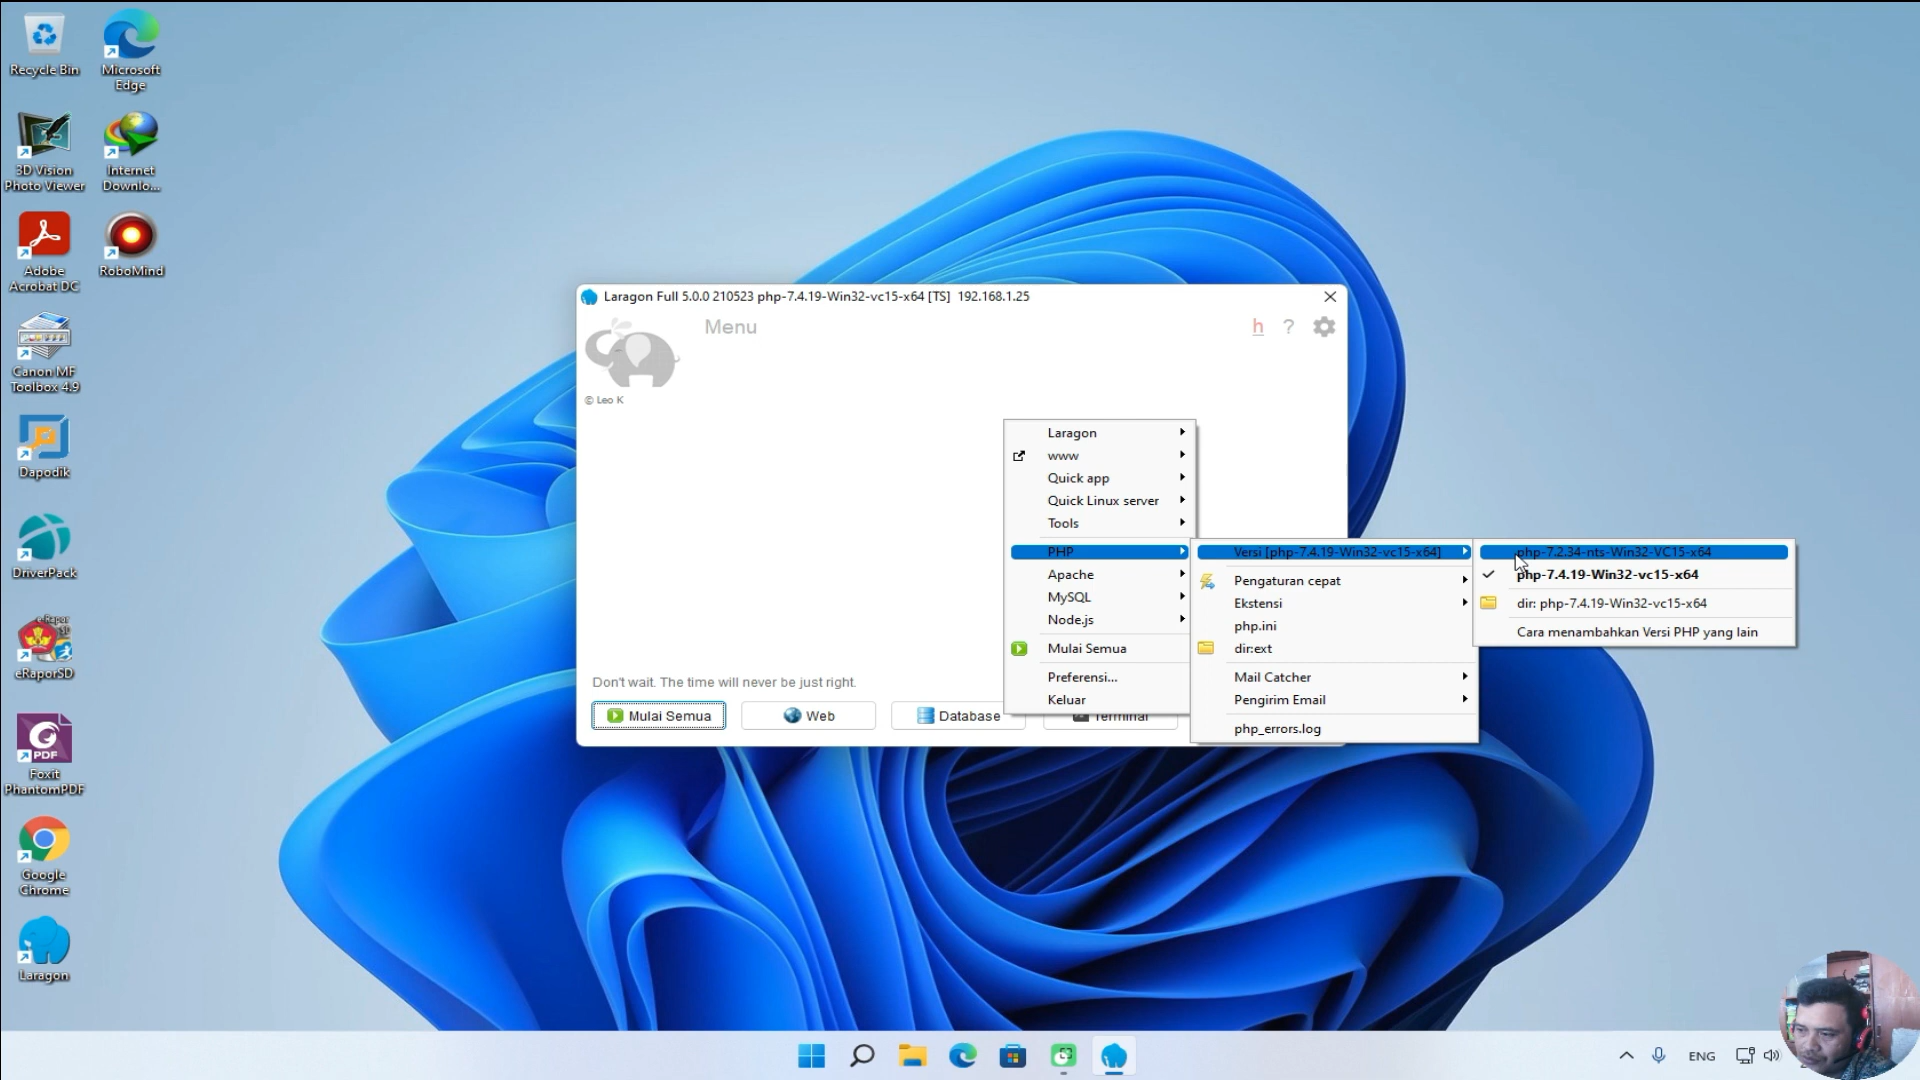 Recycle Bin
Microsoft
Edge
3D Vision
Photo Viewer
Internet
Downlo...
Adobe
Acrobat DC
RoboMind
Canon MF
Toolbox 4.9
Dapodik
DriverPack
e-Rapor
SD
eRaporSD
PDF
Foxit
PhantomPDF
Google
Chrome
Laragon
Laragon Full 5.0.0 210523 php-7.4.19-Win32-vc15-x64 [TS] 192.168.1.25
Menu
h ?
© Leo K
Laragon
www
Quick app
Quick Linux server
Tools
PHP
Apache
MySQL
Node.js
Mulai Semua
Preferensi...
Keluar
Versi [php-7.4.19-Win32-vc15-x64]
Pengaturan cepat
Ekstensi
php.ini
dir:ext
Mail Catcher
Pengirim Email
php_errors.log
php-7.2.34-nts-Win32-VC15-x64
php-7.4.19-Win32-vc15-x64
dir: php-7.4.19-Win32-vc15-x64
Cara menambahkan Versi PHP yang lain
Don't wait. The time will never be just right.
Mulai Semua
Web
Database
Terminal
ENG